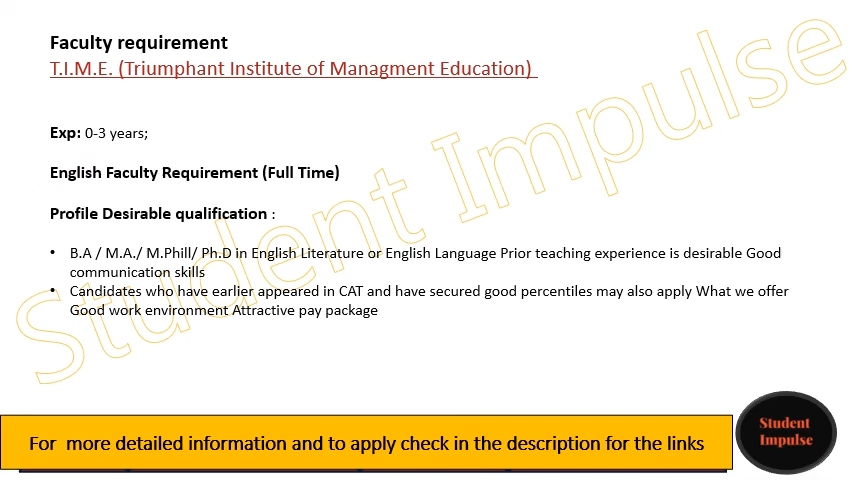 Faculty requirement
T.I.M.E. (Triumphant Institute of Managment Education)
Exp: 0-3 years;
English Faculty Requirement (Full Time)
Profile Desirable qualification :
• B.A / M.A./ M.Phill/ Ph.D in English Literature or English Language Prior teaching experience is desirable Good
communication skills
• Candidates who have earlier appeared in CAT and have secured good percentiles may also apply What we offer
Good work environment Attractive pay package
Student Impulse
For more detailed information and to apply check in the description for the links
Student
Impulse